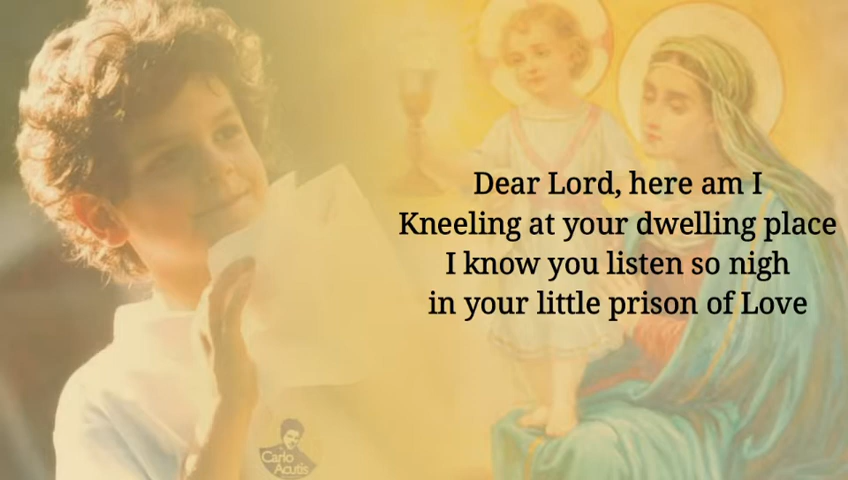 Dear Lord, here am I
Kneeling at your dwelling place
I know you listen so nigh
in your little prison of Love
Carlo
Acutis